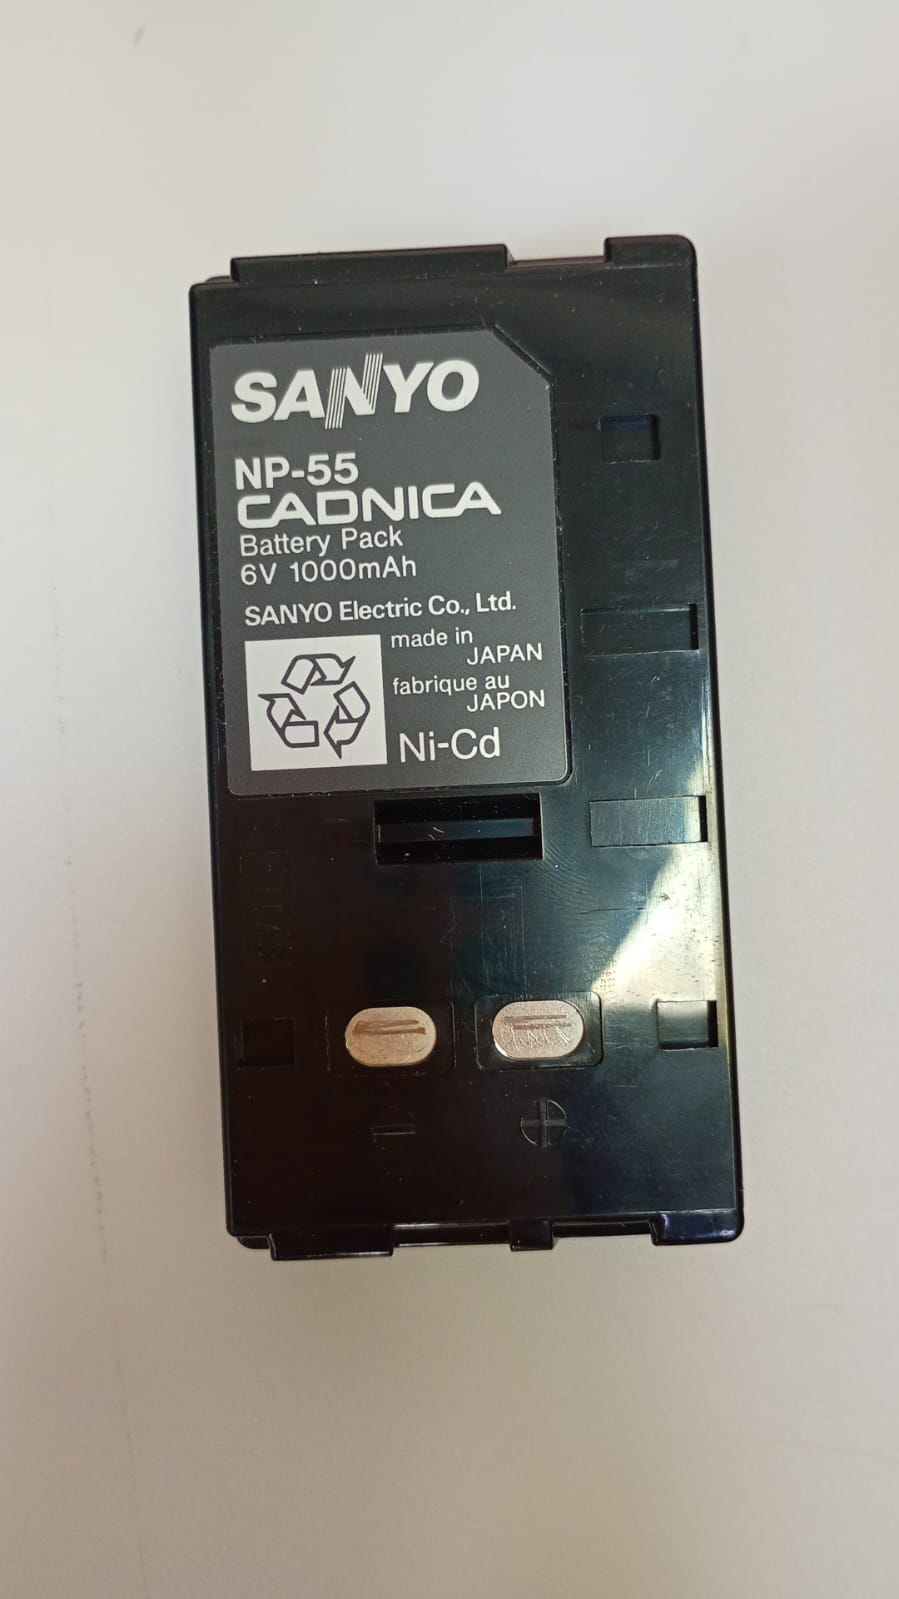 SANYO
NP-55
CADNICA
Battery Pack
6V 1000mAh
SANYO Electric Co., Ltd.
made in
JAPAN
fabrique au
JAPON
Ni-Cd